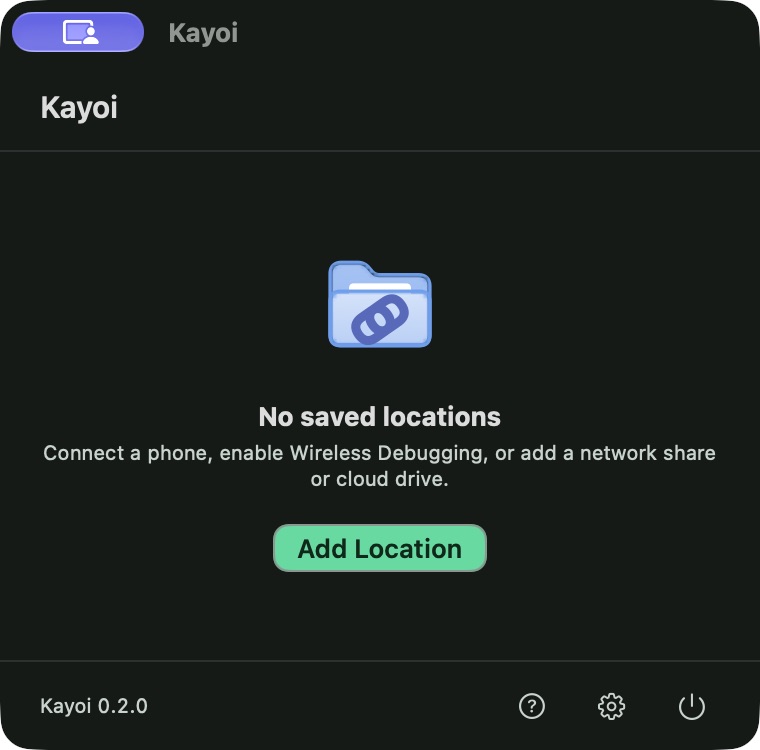 Kayoi
Kayoi
No saved locations
Connect a phone, enable Wireless Debugging, or add a network share
or cloud drive.
Add Location
Kayoi 0.2.0
?